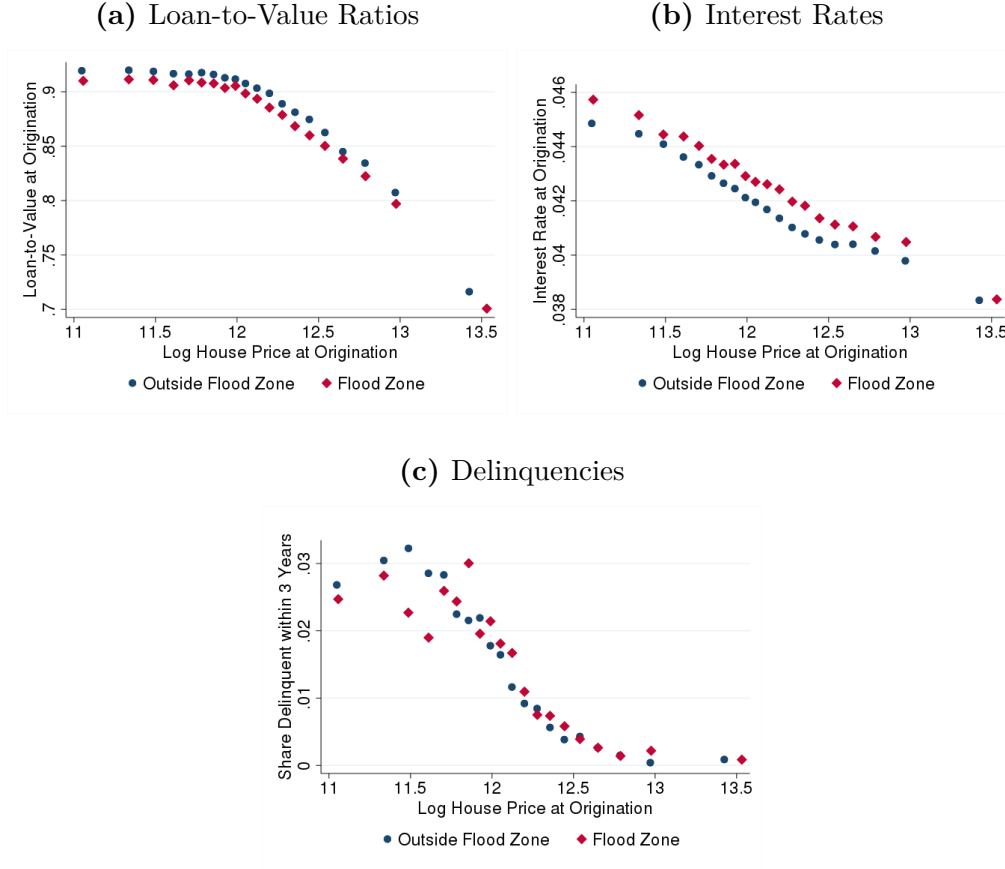 (a) Loan-to-Value Ratios
Loan-to-Value at Origination
.9
.85
.8
.75
.7
11 11.5 12 12.5 13 13.5
Log House Price at Origination
Outside Flood Zone Flood Zone
(b) Interest Rates
Interest Rate at Origination
.046
.044
.042
.04
.038
11 11.5 12 12.5 13 13.5
Log House Price at Origination
Outside Flood Zone Flood Zone
(c) Delinquencies
Share Delinquent within 3 Years
.03
.02
.01
0
11 11.5 12 12.5 13 13.5
Log House Price at Origination
Outside Flood Zone Flood Zone